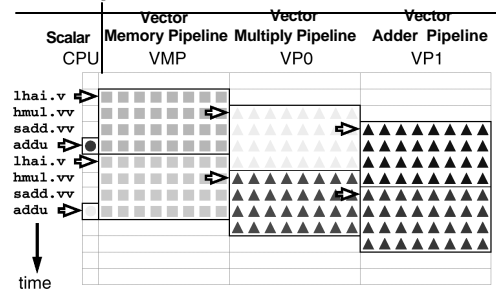 Vector Vector Vector
Scalar Memory Pipeline Multiply Pipeline Adder Pipeline
CPU VMP VP0 VP1
lhai.v
hmul.vv
sadd.vv
addu
lhai.v
hmul.vv
sadd.vv
addu
time